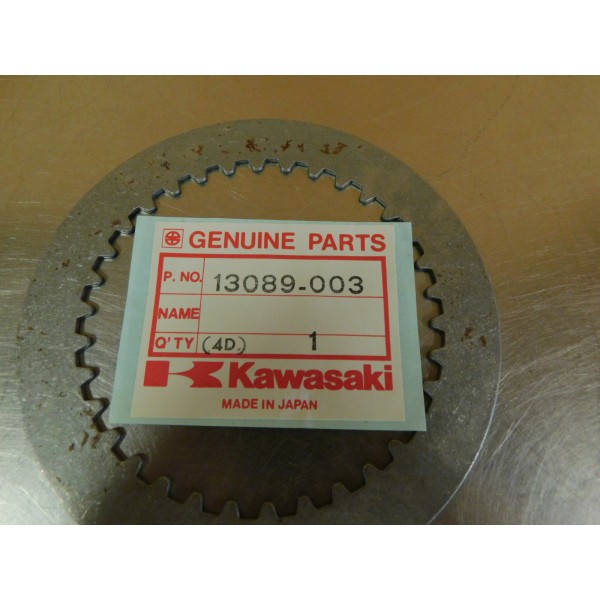 GENUINE PARTS
P. NO. 13089-003
NAME
Q'TY (4D) 1
Kawasaki
MADE IN JAPAN